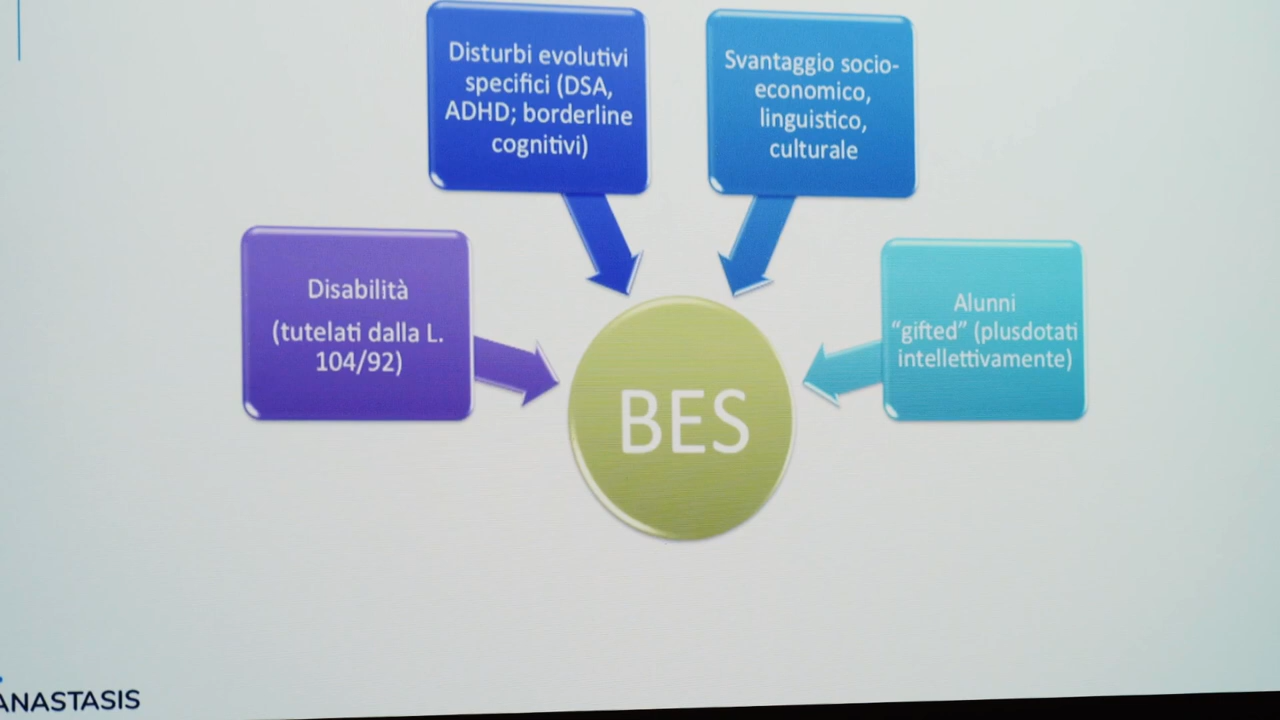 Disturbi evolutivi
specifici (DSA,
ADHD; borderline
cognitivi)
Svantaggio socio-
economico,
linguistico,
culturale
Disabilità
(tutelati dalla L.
104/92)
Alunni
“gifted” (plusdotati
intellettivamente)
BES
ANASTASIS